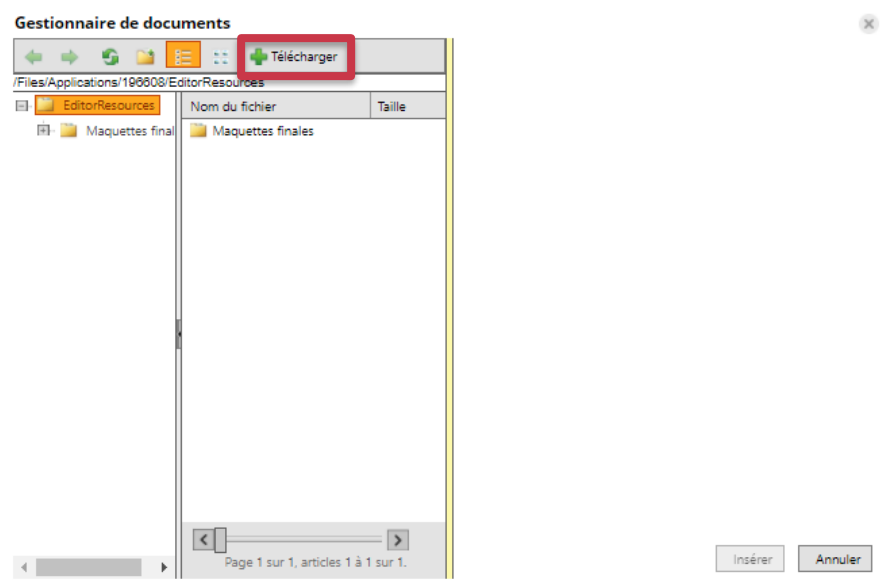 Gestionnaire de documents
Télécharger
/Files/Applications/196608/EditorResources
EditorResources
Maquettes final
Nom du fichier
Taille
Maquettes finales
Page 1 sur 1, articles 1 à 1 sur 1.
Insérer
Annuler